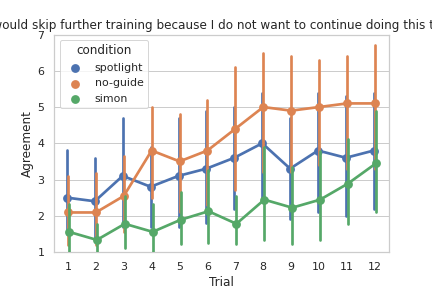 would skip further training because I do not want to continue doing this t
7
6
5
4
3
2
1
Agreement
condition
spotlight
no-guide
simon
1 2 3 4 5 6 7 8 9 10 11 12
Trial